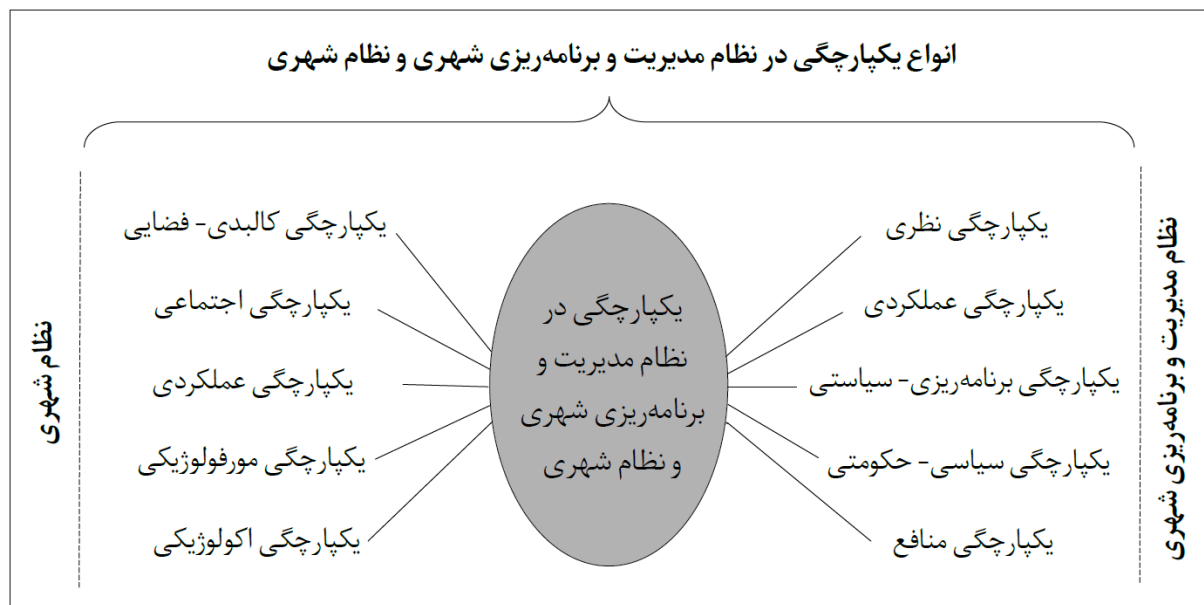 انواع یکپارچگی در نظام مدیریت و برنامه‌ریزی شهری و نظام شهری
نظام مدیریت و برنامه‌ریزی شهری
یکپارچگی نظری
یکپارچگی عملکردی
یکپارچگی برنامه‌ریزی- سیاستی
یکپارچگی سیاسی- حکومتی
یکپارچگی منافع
یکپارچگی در
نظام مدیریت و
برنامه‌ریزی شهری
و نظام شهری
یکپارچگی کالبدی- فضایی
یکپارچگی اجتماعی
یکپارچگی عملکردی
یکپارچگی مورفولوژیکی
یکپارچگی اکولوژیکی
نظام شهری